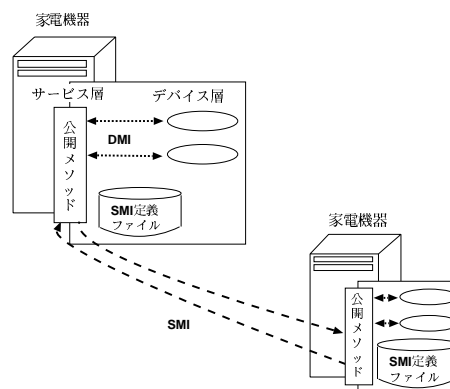 家電機器
サービス層
デバイス層
公開メソッド
DMI
SMI定義
ファイル
家電機器
SMI
公開メソッド
SMI定義
ファイル